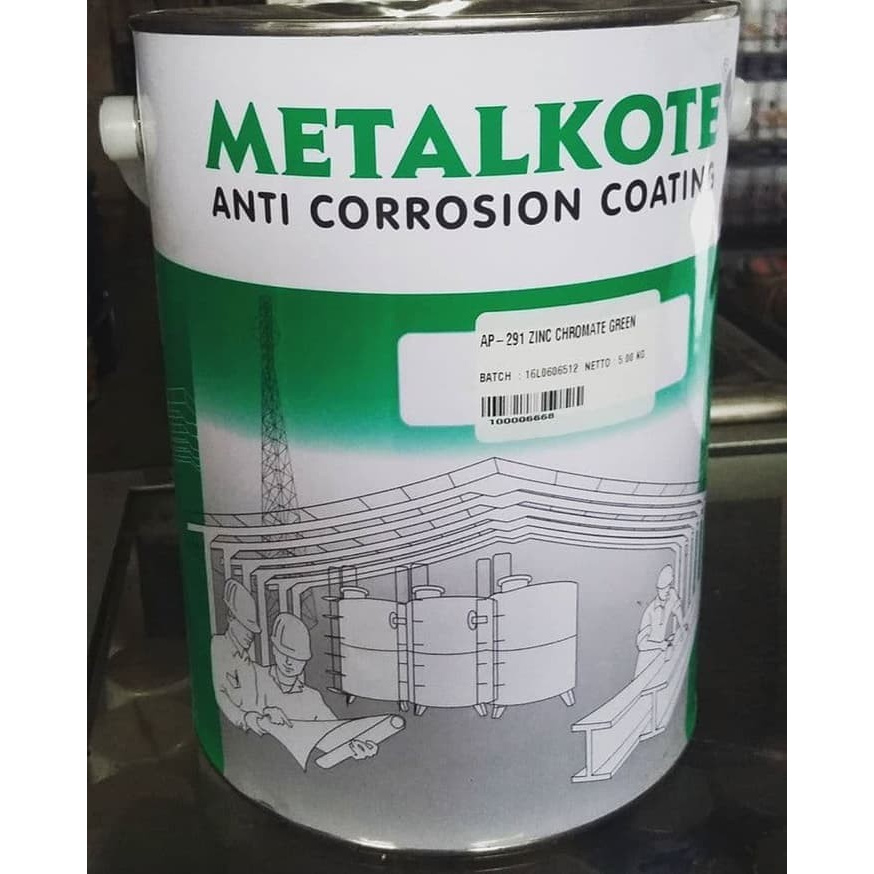 METALKOTE
ANTI CORROSION COATING
AP-291 ZINC CHROMATE GREEN
BATCH : 16L0606512 NETTO : 5.00 KG
100006668